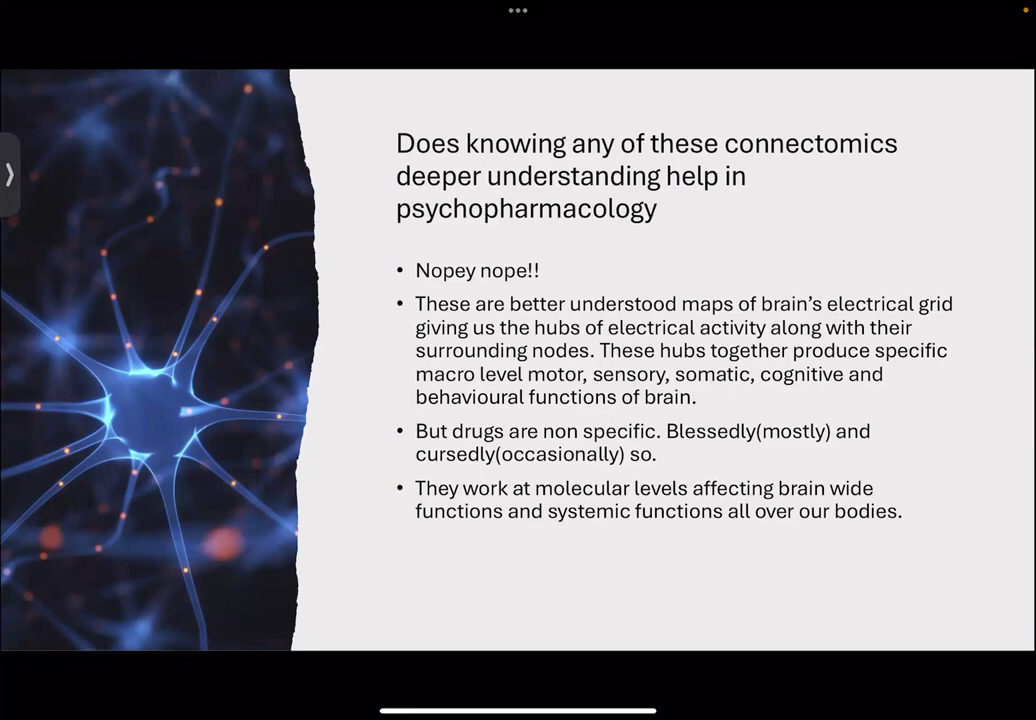 Does knowing any of these connectomics
deeper understanding help in
psychopharmacology
• Nopey nope!!
• These are better understood maps of brain’s electrical grid
giving us the hubs of electrical activity along with their
surrounding nodes. These hubs together produce specific
macro level motor, sensory, somatic, cognitive and
behavioural functions of brain.
• But drugs are non specific. Blessedly(mostly) and
cursedly(occasionally) so.
• They work at molecular levels affecting brain wide
functions and systemic functions all over our bodies.